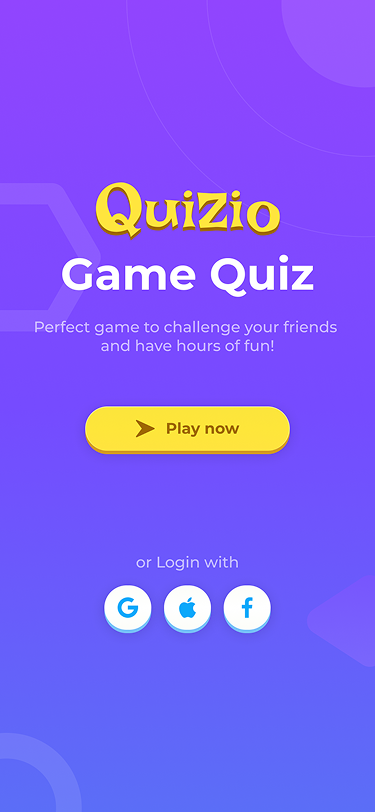 Quizio
Game Quiz
Perfect game to challenge your friends
and have hours of fun!
Play now
or Login with